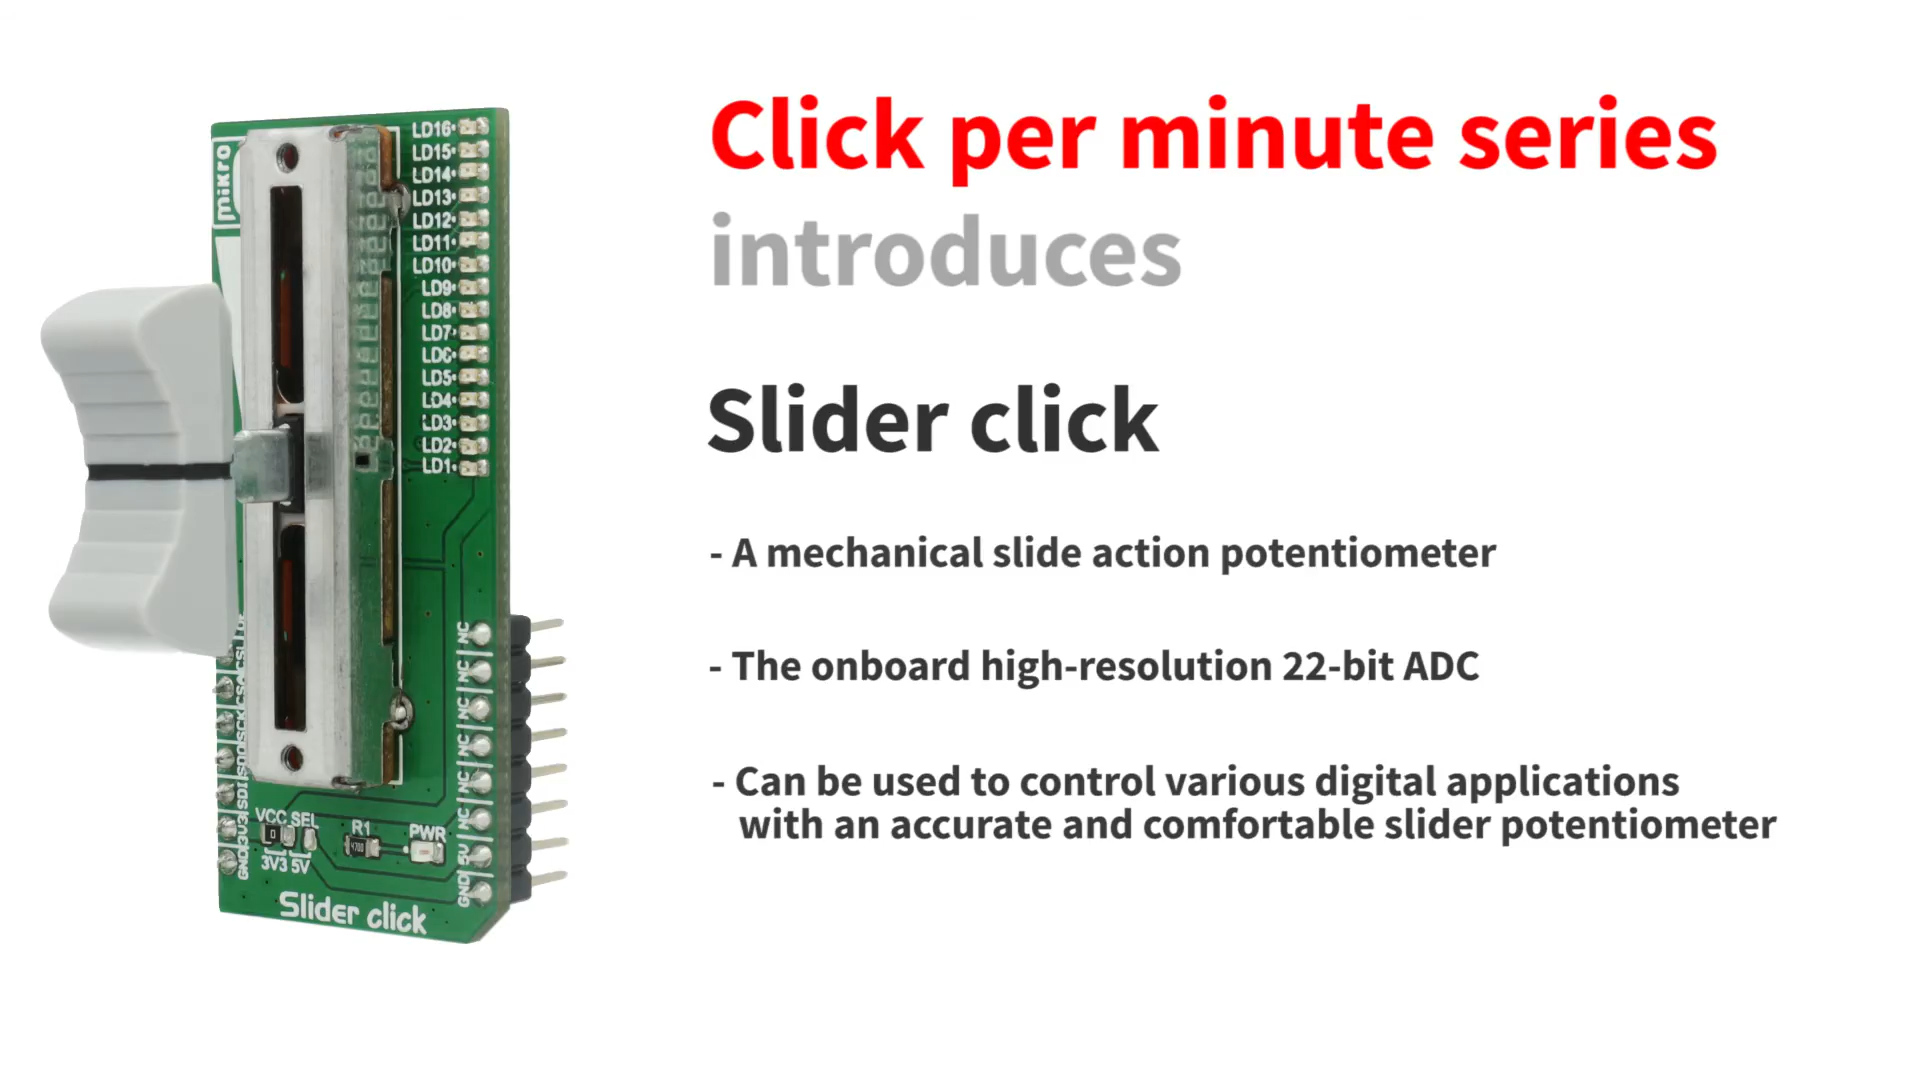 Click per minute series
introduces
Slider click
- A mechanical slide action potentiometer
- The onboard high-resolution 22-bit ADC
- Can be used to control various digital applications
with an accurate and comfortable slider potentiometer
mikro
LD16
LD15
LD14
LD13
LD12
LD11
LD10
LD9
LD8
LD7
LD6
LD5
LD4
LD3
LD2
LD1
NC
NC
NC
NC
NC
NC
5V
GND
SCK
SDO
SDI
3V3
GND
VCC SEL
3V3 5V
R1
4700
PWR
Slider click